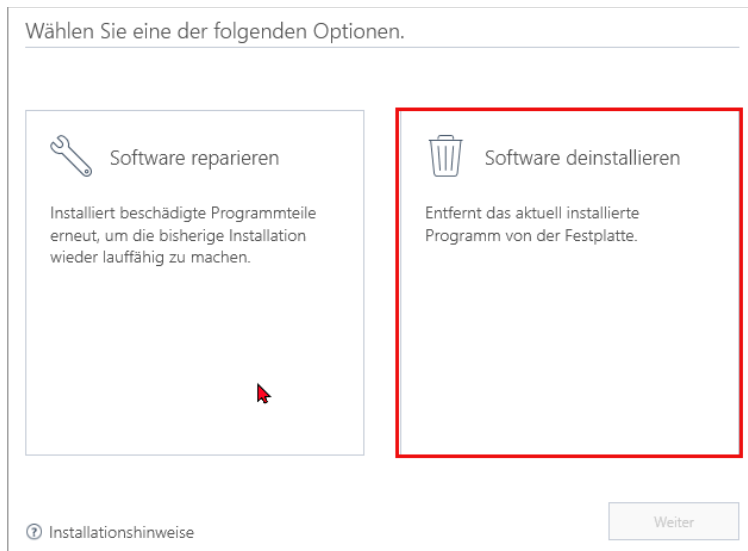 Wählen Sie eine der folgenden Optionen.
Software reparieren
Installiert beschädigte Programmteile
erneut, um die bisherige Installation
wieder lauffähig zu machen.
Software deinstallieren
Entfernt das aktuell installierte
Programm von der Festplatte.
? Installationshinweise
Weiter